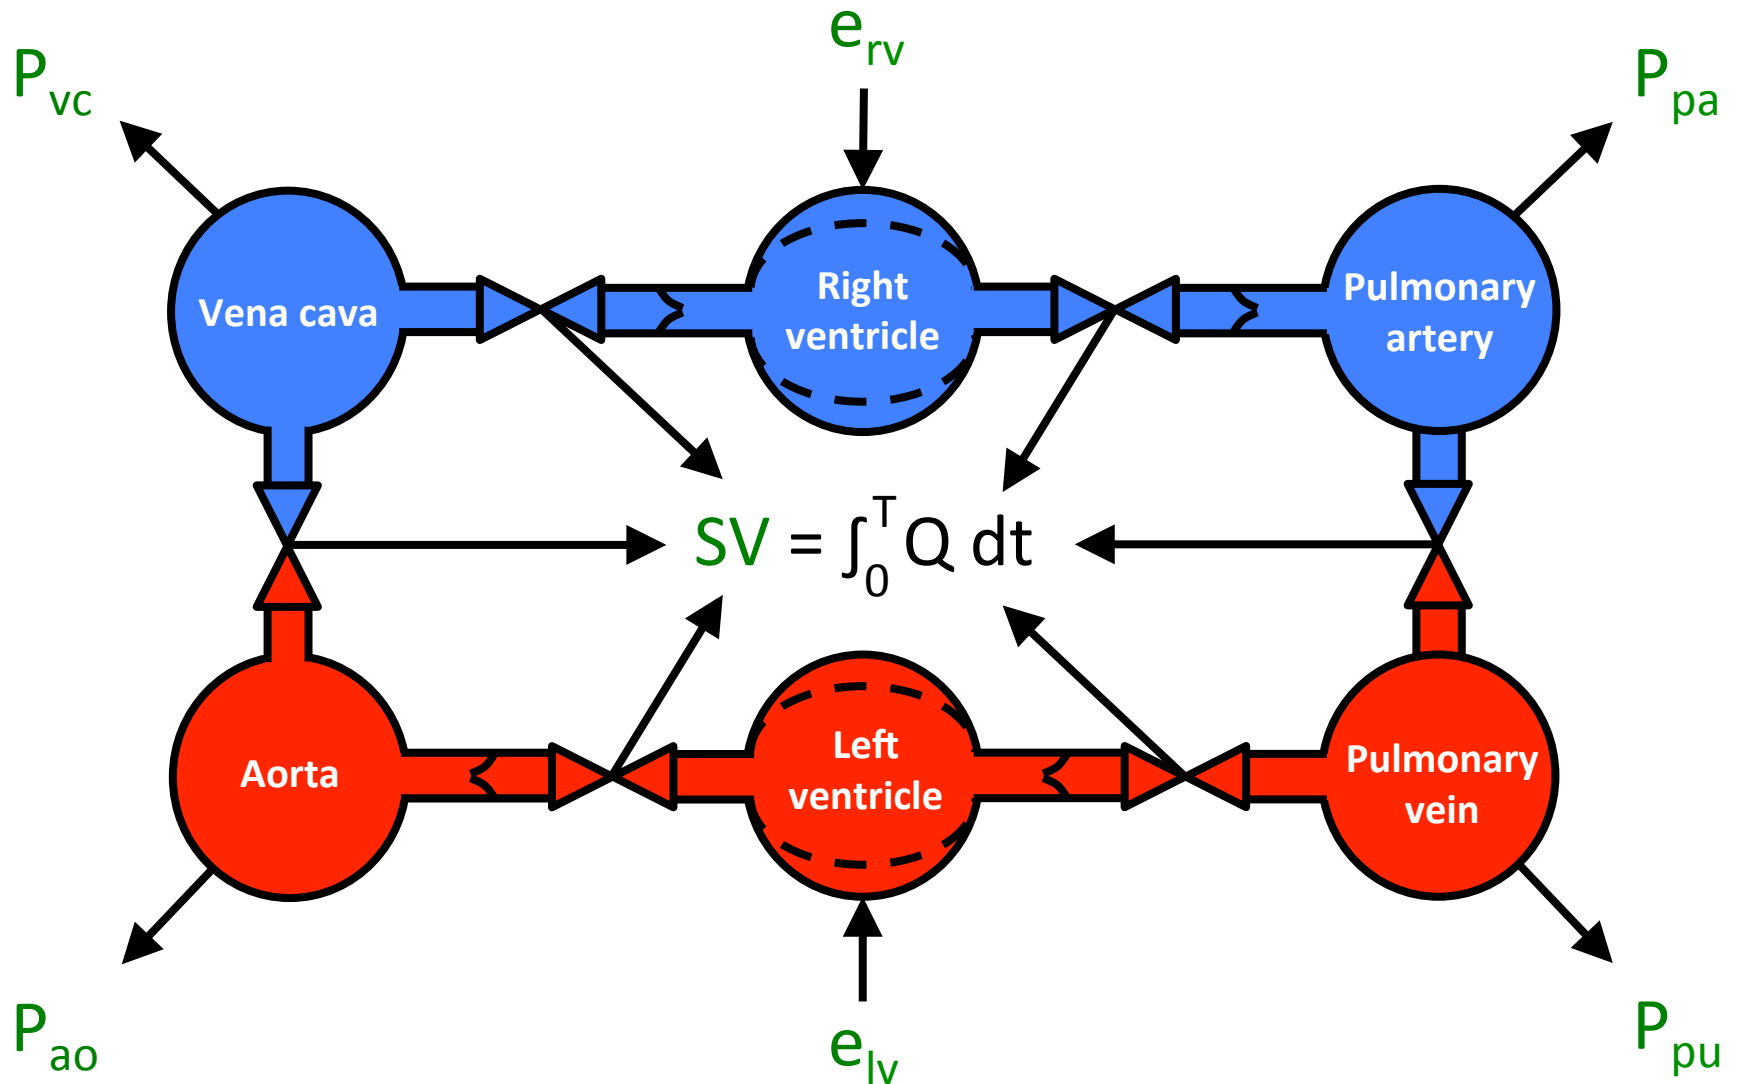 e_rv
P_vc
P_pa
Vena cava
Right
ventricle
Pulmonary
artery
SV = ∫_0^T Q dt
Aorta
Left
ventricle
Pulmonary
vein
P_ao
e_lv
P_pu